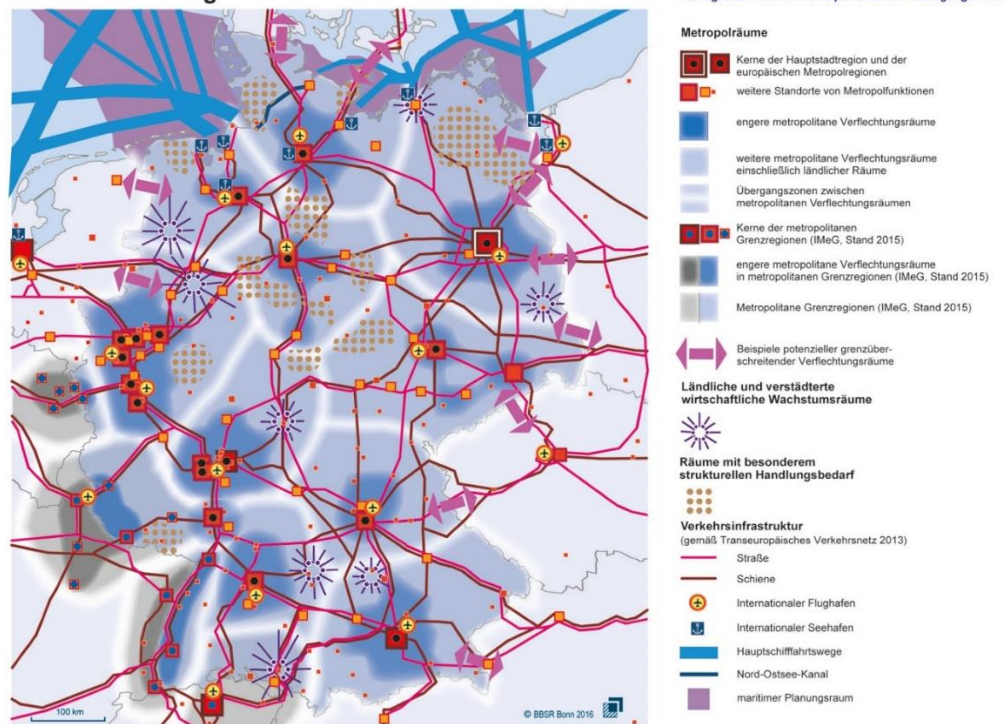 Metropolräume
Kerne der Hauptstadtregion und der
europäischen Metropolregionen
weitere Standorte von Metropolfunktionen
engere metropolitane Verflechtungsräume
weitere metropolitane Verflechtungsräume
einschließlich ländlicher Räume
Übergangszonen zwischen
metropolitanen Verflechtungsräumen
Kerne der metropolitanen
Grenzregionen (IMeG, Stand 2015)
engere metropolitane Verflechtungsräume
in metropolitanen Grenzregionen (IMeG, Stand 2015)
Metropolitane Grenzregionen (IMeG, Stand 2015)
Beispiele potenzieller grenzüber-
schreitender Verflechtungsräume
Ländliche und verstädterte
wirtschaftliche Wachstumsräume
Räume mit besonderem
strukturellen Handlungsbedarf
Verkehrsinfrastruktur
(gemäß Transeuropäisches Verkehrsnetz 2013)
Straße
Schiene
Internationaler Flughafen
Internationaler Seehafen
Hauptschifffahrtswege
Nord-Ostsee-Kanal
maritimer Planungsraum
100 km
© BBSR Bonn 2016